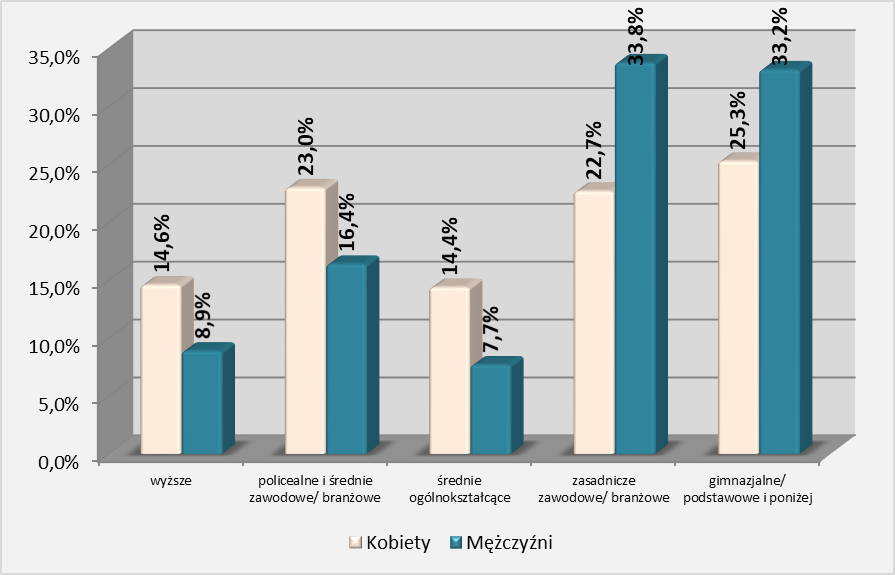 35,0%
30,0%
25,0%
20,0%
15,0%
10,0%
5,0%
0,0%
14,6%
8,9%
23,0%
16,4%
14,4%
7,7%
22,7%
33,8%
25,3%
33,2%
wyższe
policealne i średnie
zawodowe/ branżowe
średnie
ogólnokształcące
zasadnicze
zawodowe/ branżowe
gimnazjalne/
podstawowe i poniżej
Kobiety
Mężczyźni